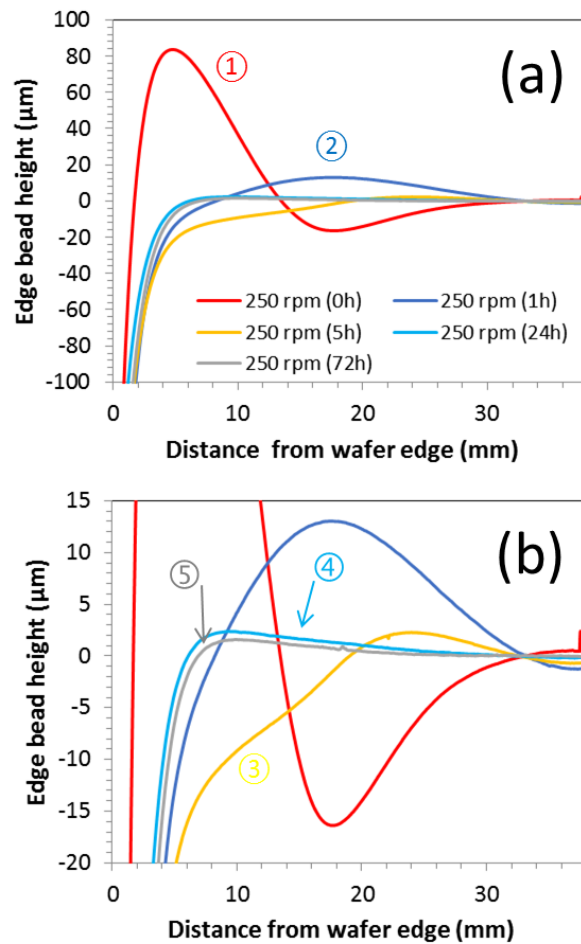 Edge bead height (µm)
100
80
60
40
20
0
-20
-40
-60
-80
-100
(a)
①
②
250 rpm (0h) 250 rpm (1h)
250 rpm (5h) 250 rpm (24h)
250 rpm (72h)
0 10 20 30
Distance from wafer edge (mm)
Edge bead height (µm)
15
10
5
0
-5
-10
-15
-20
(b)
⑤ ④
③
0 10 20 30
Distance from wafer edge (mm)